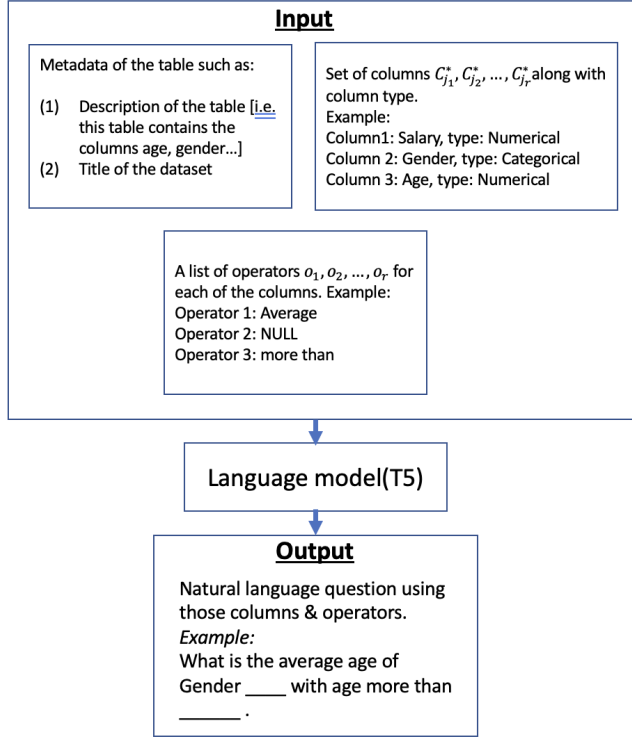 Input
Metadata of the table such as:
(1) Description of the table [i.e.
this table contains the
columns age, gender...]
(2) Title of the dataset
Set of columns C*j₁, C*j₂, ..., C*jᵣ along with
column type.
Example:
Column1: Salary, type: Numerical
Column 2: Gender, type: Categorical
Column 3: Age, type: Numerical
A list of operators o₁, o₂, ..., oᵣ for
each of the columns. Example:
Operator 1: Average
Operator 2: NULL
Operator 3: more than
Language model(T5)
Output
Natural language question using
those columns & operators.
Example:
What is the average age of
Gender ____ with age more than
______ .